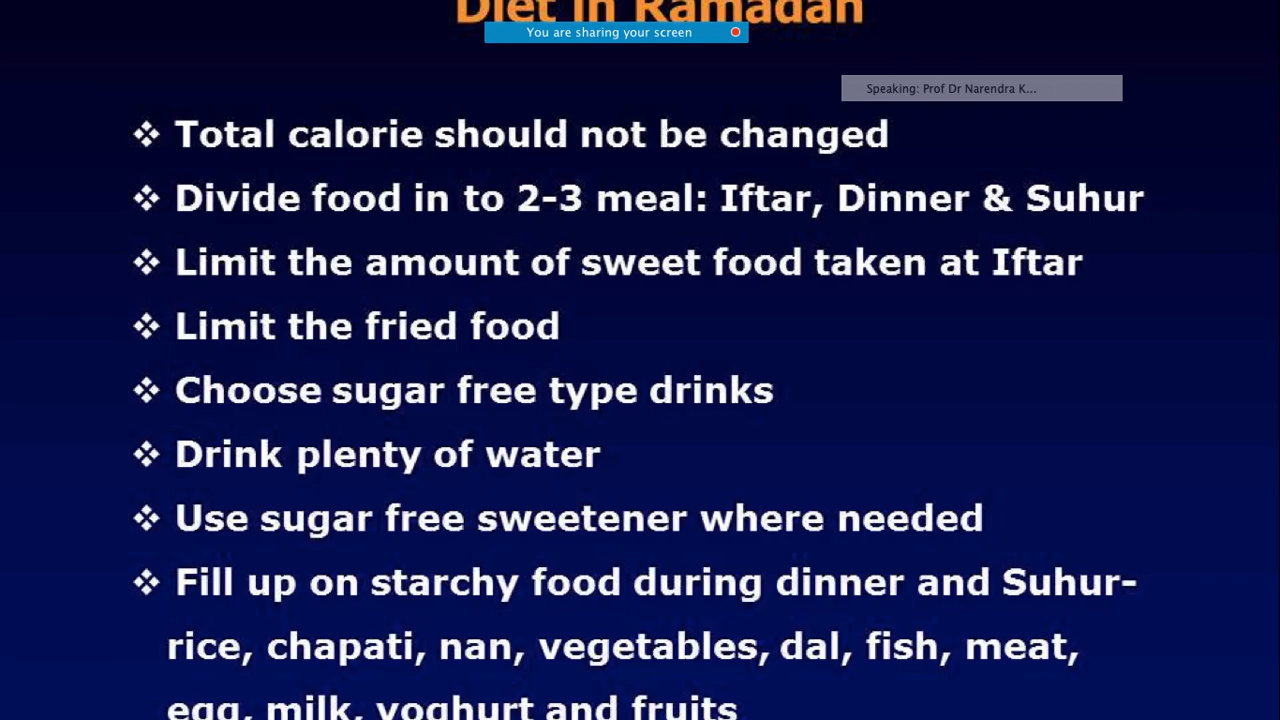 Diet in Ramadan
You are sharing your screen
Speaking: Prof Dr Narendra K...
❖ Total calorie should not be changed
❖ Divide food in to 2-3 meal: Iftar, Dinner & Suhur
❖ Limit the amount of sweet food taken at Iftar
❖ Limit the fried food
❖ Choose sugar free type drinks
❖ Drink plenty of water
❖ Use sugar free sweetener where needed
❖ Fill up on starchy food during dinner and Suhur-
rice, chapati, nan, vegetables, dal, fish, meat,
egg, milk, yoghurt and fruits